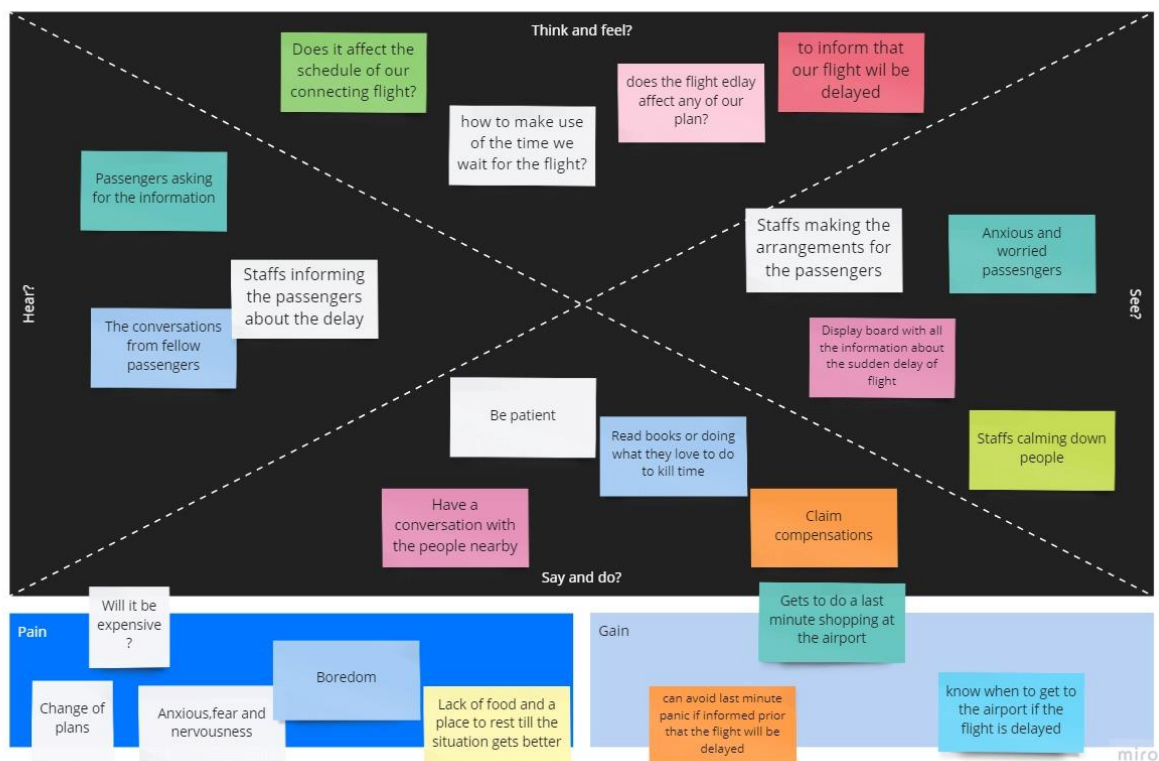 Think and feel?
Does it affect the
schedule of our
connecting flight?
how to make use
of the time we
wait for the flight?
does the flight edlay
affect any of our
plan?
to inform that
our flight wil be
delayed
Hear?
Passengers asking
for the information
Staffs informing
the passengers
about the delay
The conversations
from fellow
passengers
See?
Staffs making the
arrangements for
the passengers
Anxious and
worried
passesngers
Display board with all
the information about
the sudden delay of
flight
Staffs calming down
people
Be patient
Read books or doing
what they love to do
to kill time
Have a
conversation with
the people nearby
Claim
compensations
Say and do?
Pain
Will it be
expensive
?
Change of
plans
Anxious,fear and
nervousness
Boredom
Lack of food and a
place to rest till the
situation gets better
Gain
Gets to do a last
minute shopping at
the airport
can avoid last minute
panic if informed prior
that the flight will be
delayed
know when to get to
the airport if the
flight is delayed
miro